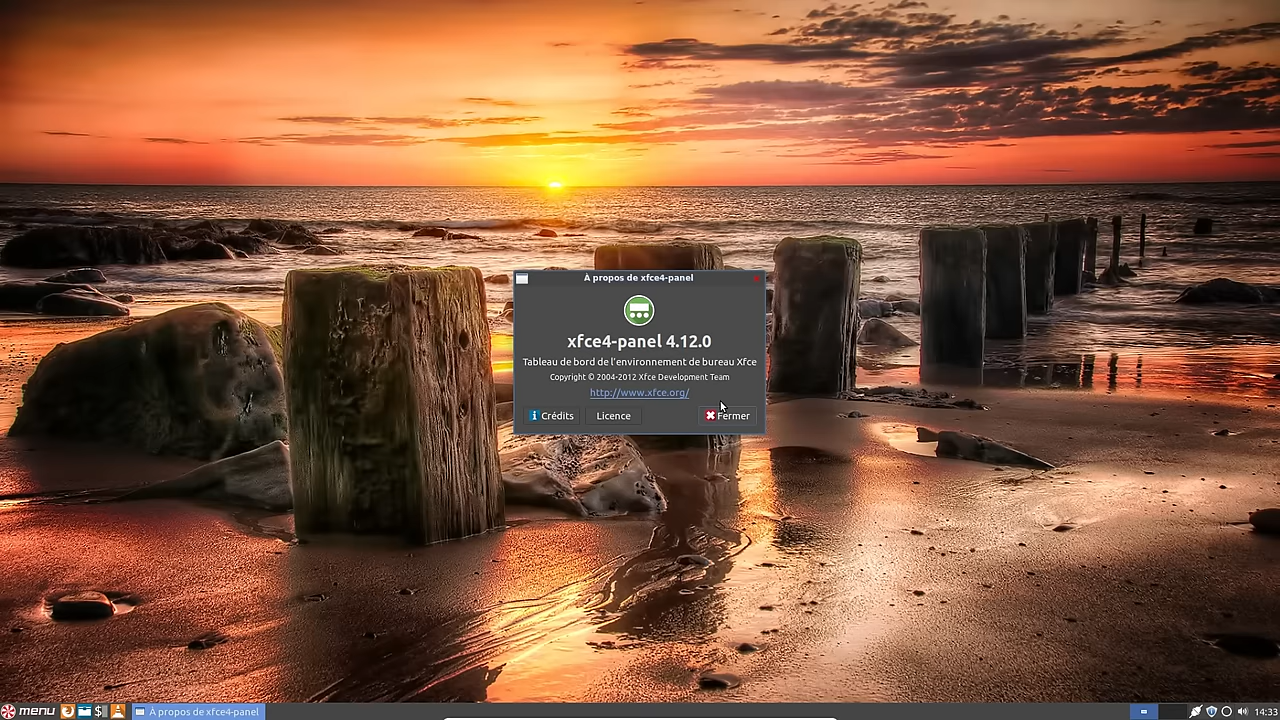 À propos de xfce4-panel
xfce4-panel 4.12.0
Tableau de bord de l'environnement de bureau Xfce
Copyright © 2004-2012 Xfce Development Team
http://www.xfce.org/
Crédits Licence Fermer
menu $ À propos de xfce4-panel 14:33